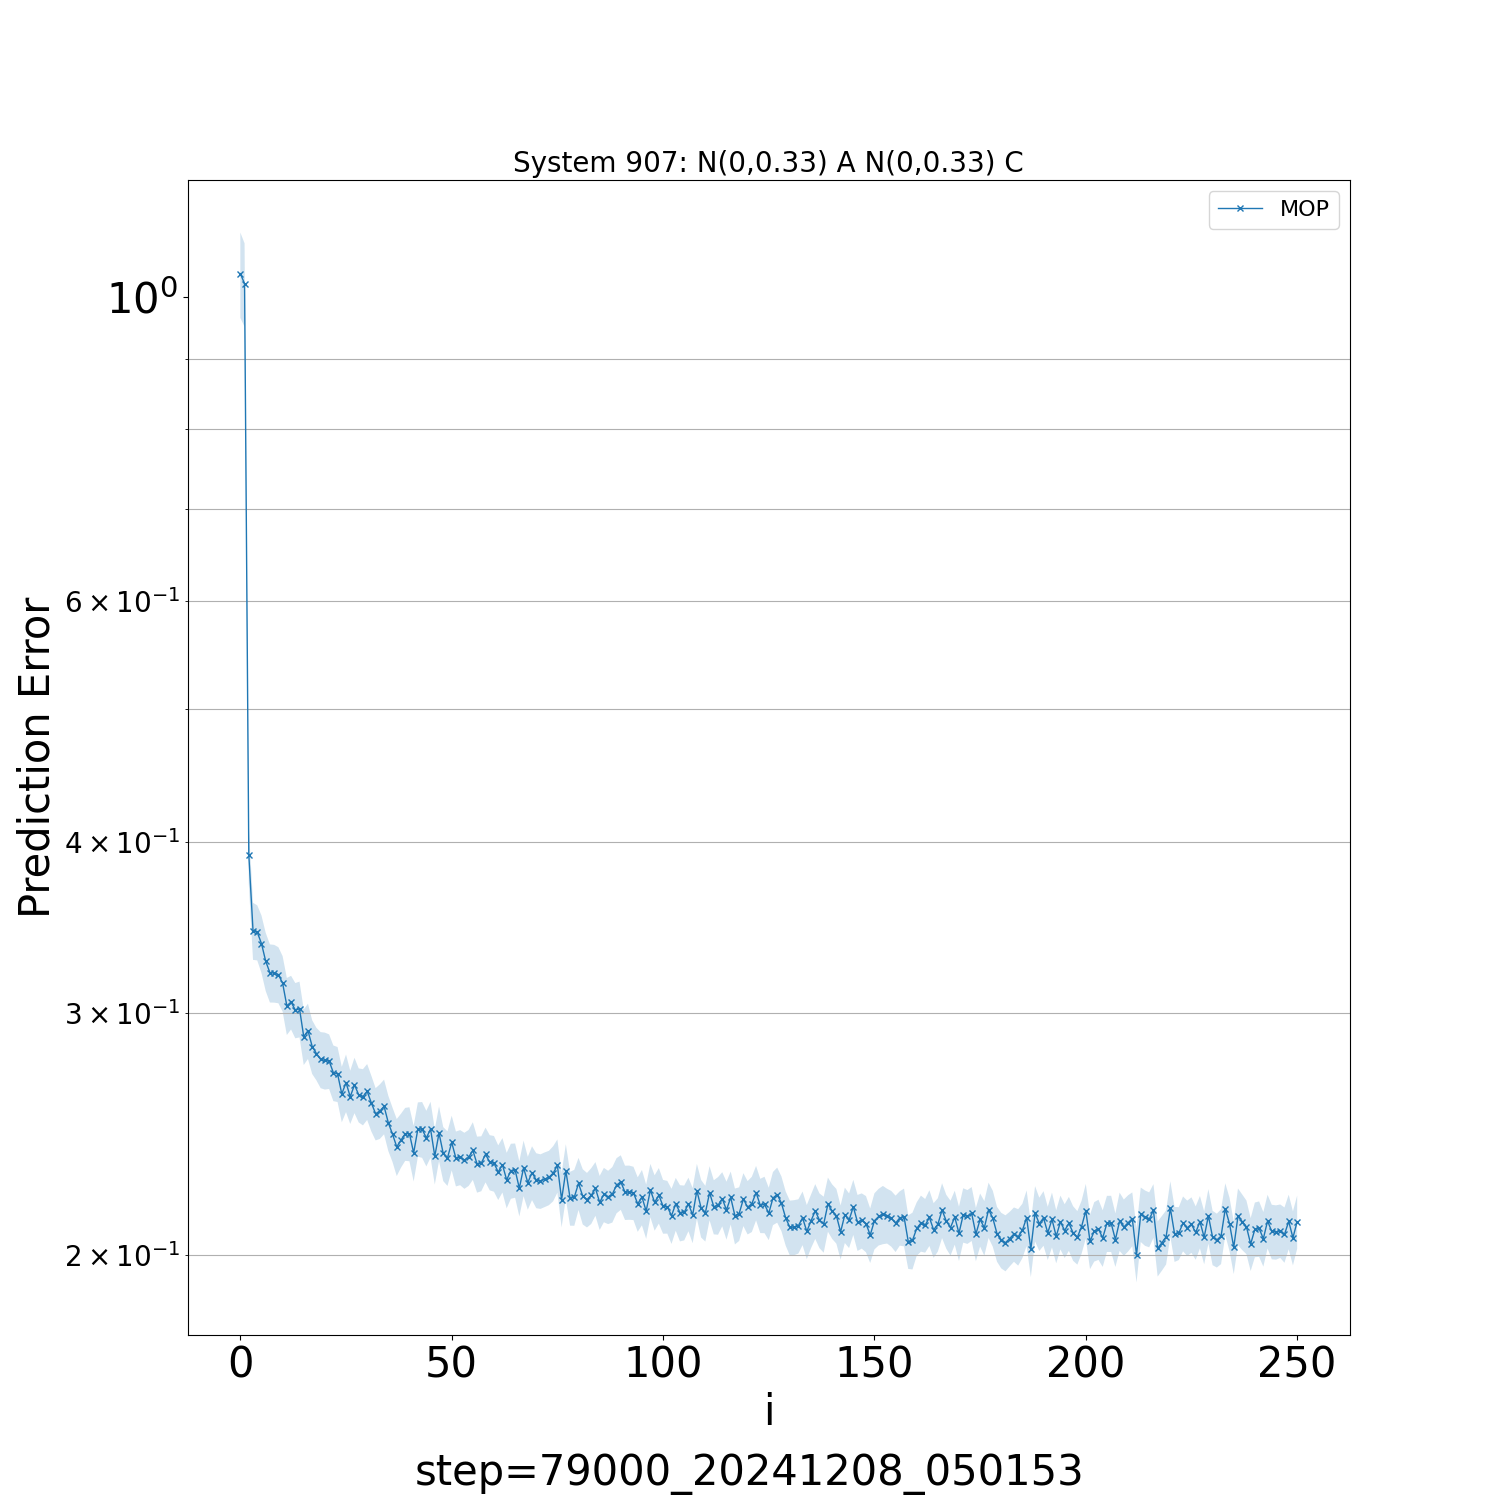 System 907: N(0,0.33) A N(0,0.33) C
MOP
10⁰
6 × 10⁻¹
4 × 10⁻¹
3 × 10⁻¹
2 × 10⁻¹
Prediction Error
0 50 100 150 200 250
i
step=79000_20241208_050153